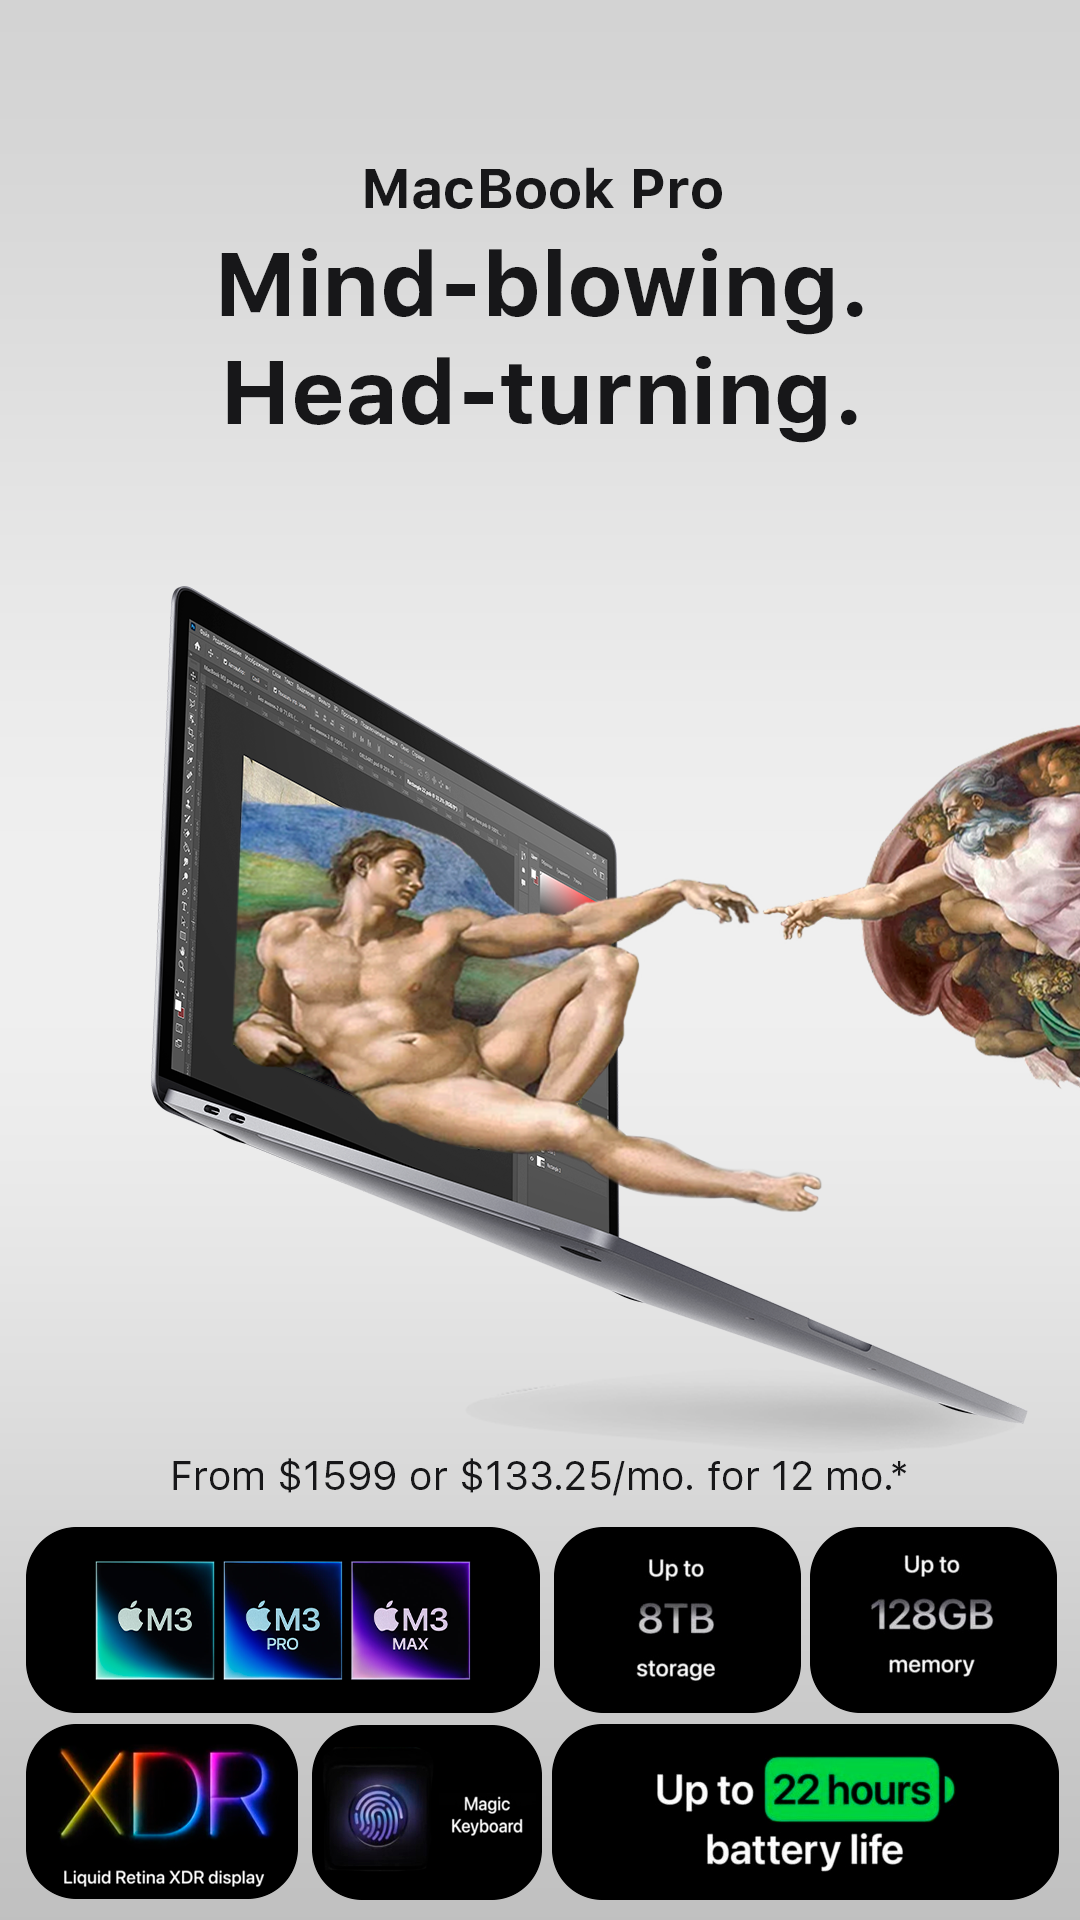 MacBook Pro
Mind-blowing.
Head-turning.
From $1599 or $133.25/mo. for 12 mo.*
M3
M3
PRO
M3
MAX
Up to
8TB
storage
Up to
128GB
memory
XDR
Liquid Retina XDR display
Magic
Keyboard
Up to 22 hours
battery life